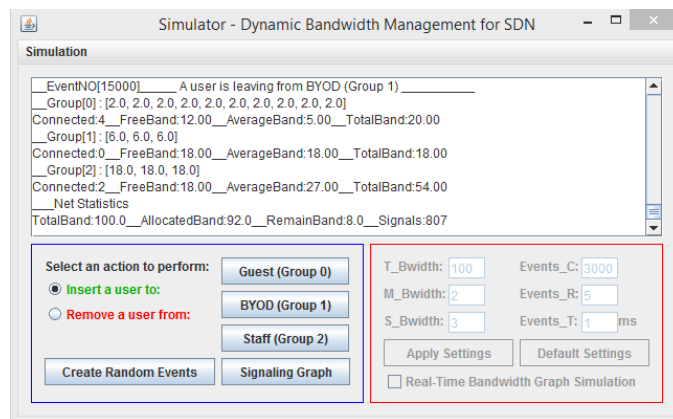 Simulator - Dynamic Bandwidth Management for SDN
Simulation
__EventNO[15000]______ A user is leaving from BYOD (Group 1) ____________
__Group[0] : [2.0, 2.0, 2.0, 2.0, 2.0, 2.0, 2.0, 2.0, 2.0, 2.0]
Connected:4__FreeBand:12.00__AverageBand:5.00__TotalBand:20.00
__Group[1] : [6.0, 6.0, 6.0]
Connected:0__FreeBand:18.00__AverageBand:18.00__TotalBand:18.00
__Group[2] : [18.0, 18.0, 18.0]
Connected:2__FreeBand:18.00__AverageBand:27.00__TotalBand:54.00
____Net Statistics
TotalBand:100.0__AllocatedBand:92.0__RemainBand:8.0__Signals:807
Select an action to perform:
Insert a user to:
Remove a user from:
Guest (Group 0)
BYOD (Group 1)
Staff (Group 2)
Create Random Events
Signaling Graph
T_Bwidth: 100 Events_C: 3000
M_Bwidth: 2 Events_R: 5
S_Bwidth: 3 Events_T: 1 ms
Apply Settings
Default Settings
Real-Time Bandwidth Graph Simulation